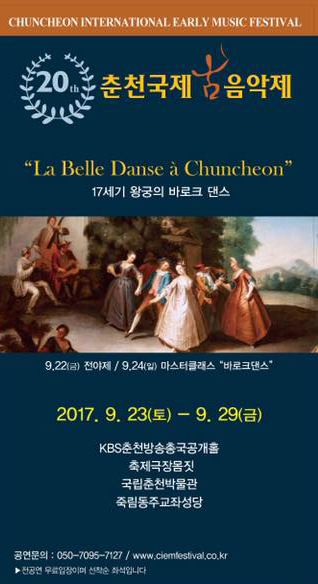 CHUNCHEON INTERNATIONAL EARLY MUSIC FESTIVAL
20th 춘천국제 古음악제
“La Belle Danse à Chuncheon”
17세기 왕궁의 바로크 댄스
9.22(금) 전야제 / 9.24(일) 마스터클래스 “바로크댄스”
2017. 9. 23(토) – 9. 29(금)
KBS춘천방송총국공개홀
축제극장몸짓
국립춘천박물관
죽림동주교좌성당
공연문의 : 050-7095-7127 / www.ciemfestival.co.kr
▶전공연 무료입장이며 선착순 좌석입니다